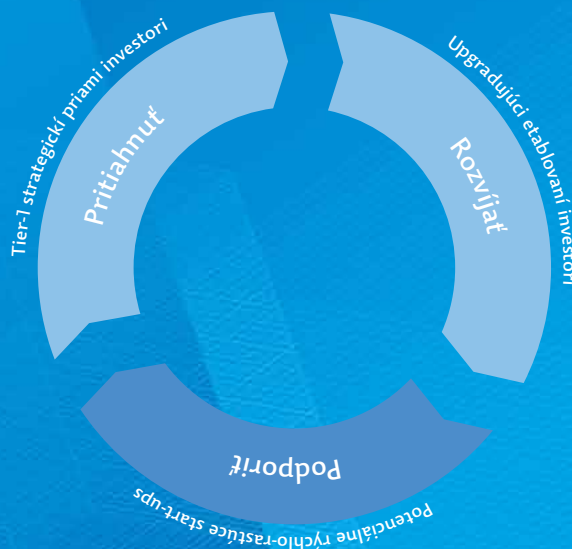 Tier-1 strategickí priami investori
Pritiahnuť
Upgradujúci etablovaní investori
Rozvíjať
Podporiť
Potenciálne rýchlo-rastúce start-ups